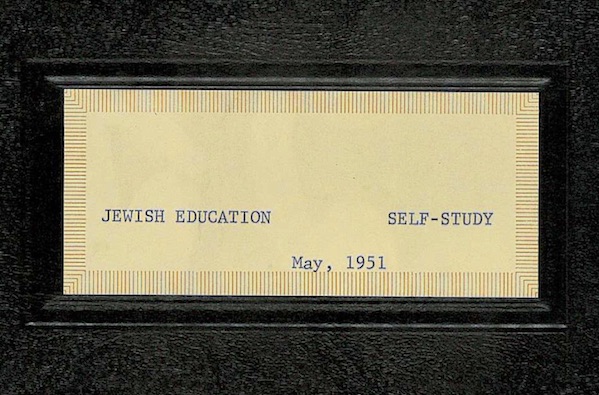 JEWISH EDUCATION SELF-STUDY
May, 1951